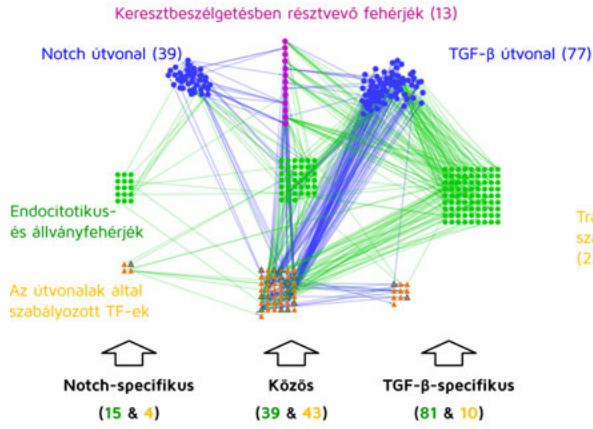 Keresztbeszélgetésben résztvevő fehérjék (13)
Notch útvonal (39)
TGF-β útvonal (77)
Endocitotikus-
és állványfehérjék
Az útvonalak által
szabályozott TF-ek
Notch-specifikus
(15 & 4)
Közös
(39 & 43)
TGF-β-specifikus
(81 & 10)